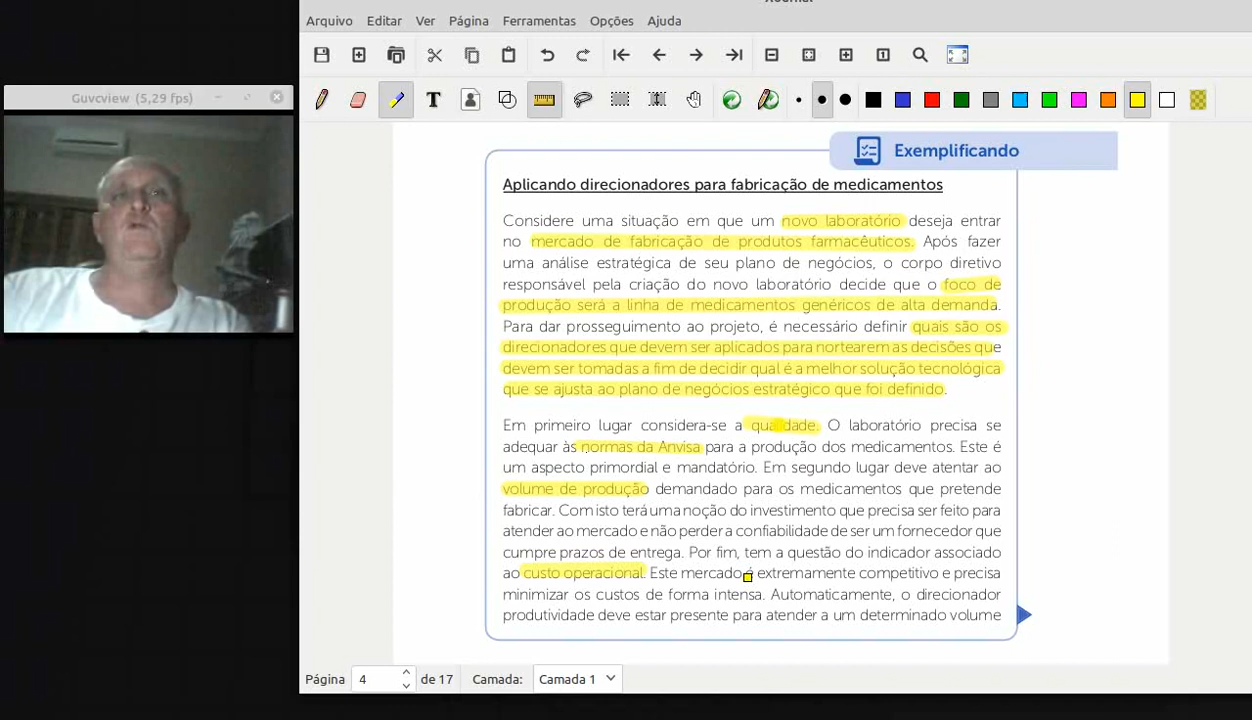 Xournal
Arquivo Editar Ver Página Ferramentas Opções Ajuda
Guvcview (5,29 fps)
Exemplificando
Aplicando direcionadores para fabricação de medicamentos
Considere uma situação em que um novo laboratório deseja entrar
no mercado de fabricação de produtos farmacêuticos. Após fazer
uma análise estratégica de seu plano de negócios, o corpo diretivo
responsável pela criação do novo laboratório decide que o foco de
produção será a linha de medicamentos genéricos de alta demanda.
Para dar prosseguimento ao projeto, é necessário definir quais são os
direcionadores que devem ser aplicados para nortearem as decisões que
devem ser tomadas a fim de decidir qual é a melhor solução tecnológica
que se ajusta ao plano de negócios estratégico que foi definido.
Em primeiro lugar considera-se a qualidade. O laboratório precisa se
adequar às normas da Anvisa para a produção dos medicamentos. Este é
um aspecto primordial e mandatório. Em segundo lugar deve atentar ao
volume de produção demandado para os medicamentos que pretende
fabricar. Com isto terá uma noção do investimento que precisa ser feito para
atender ao mercado e não perder a confiabilidade de ser um fornecedor que
cumpre prazos de entrega. Por fim, tem a questão do indicador associado
ao custo operacional. Este mercado é extremamente competitivo e precisa
minimizar os custos de forma intensa. Automaticamente, o direcionador
produtividade deve estar presente para atender a um determinado volume
Página 4 de 17 Camada: Camada 1